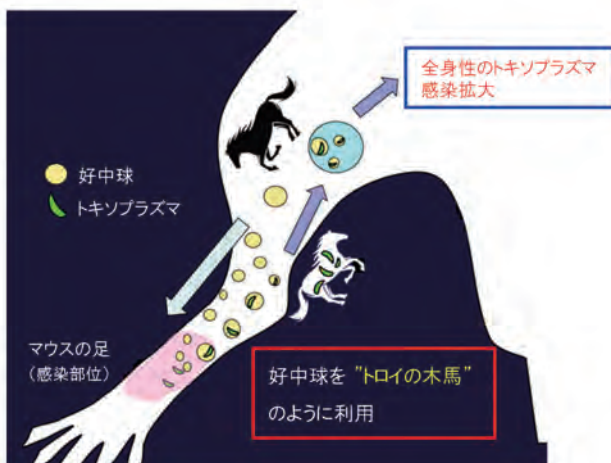 全身性のトキソプラズマ
感染拡大
好中球
トキソプラズマ
マウスの足
(感染部位)
好中球を "トロイの木馬"
のように利用